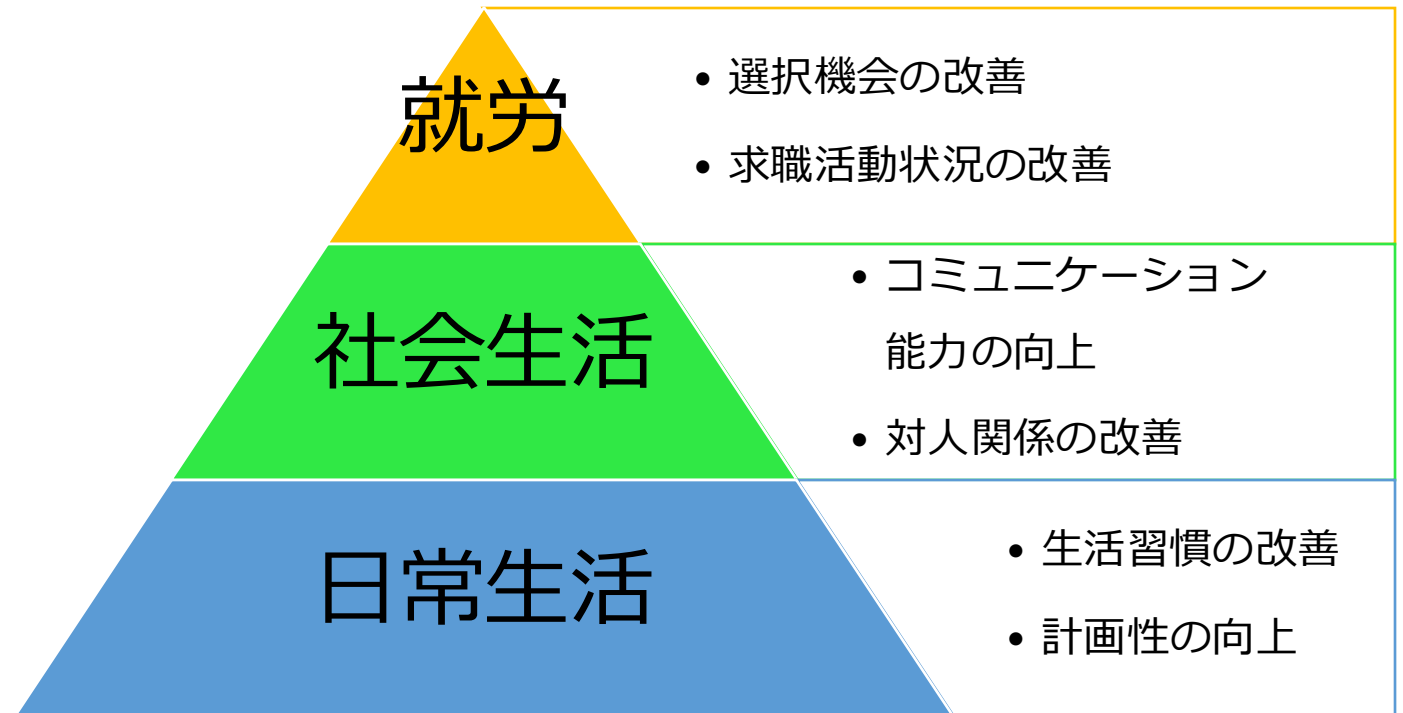 就労
• 選択機会の改善
• 求職活動状況の改善
社会生活
• コミュニケーション
能力の向上
• 対人関係の改善
日常生活
• 生活習慣の改善
• 計画性の向上